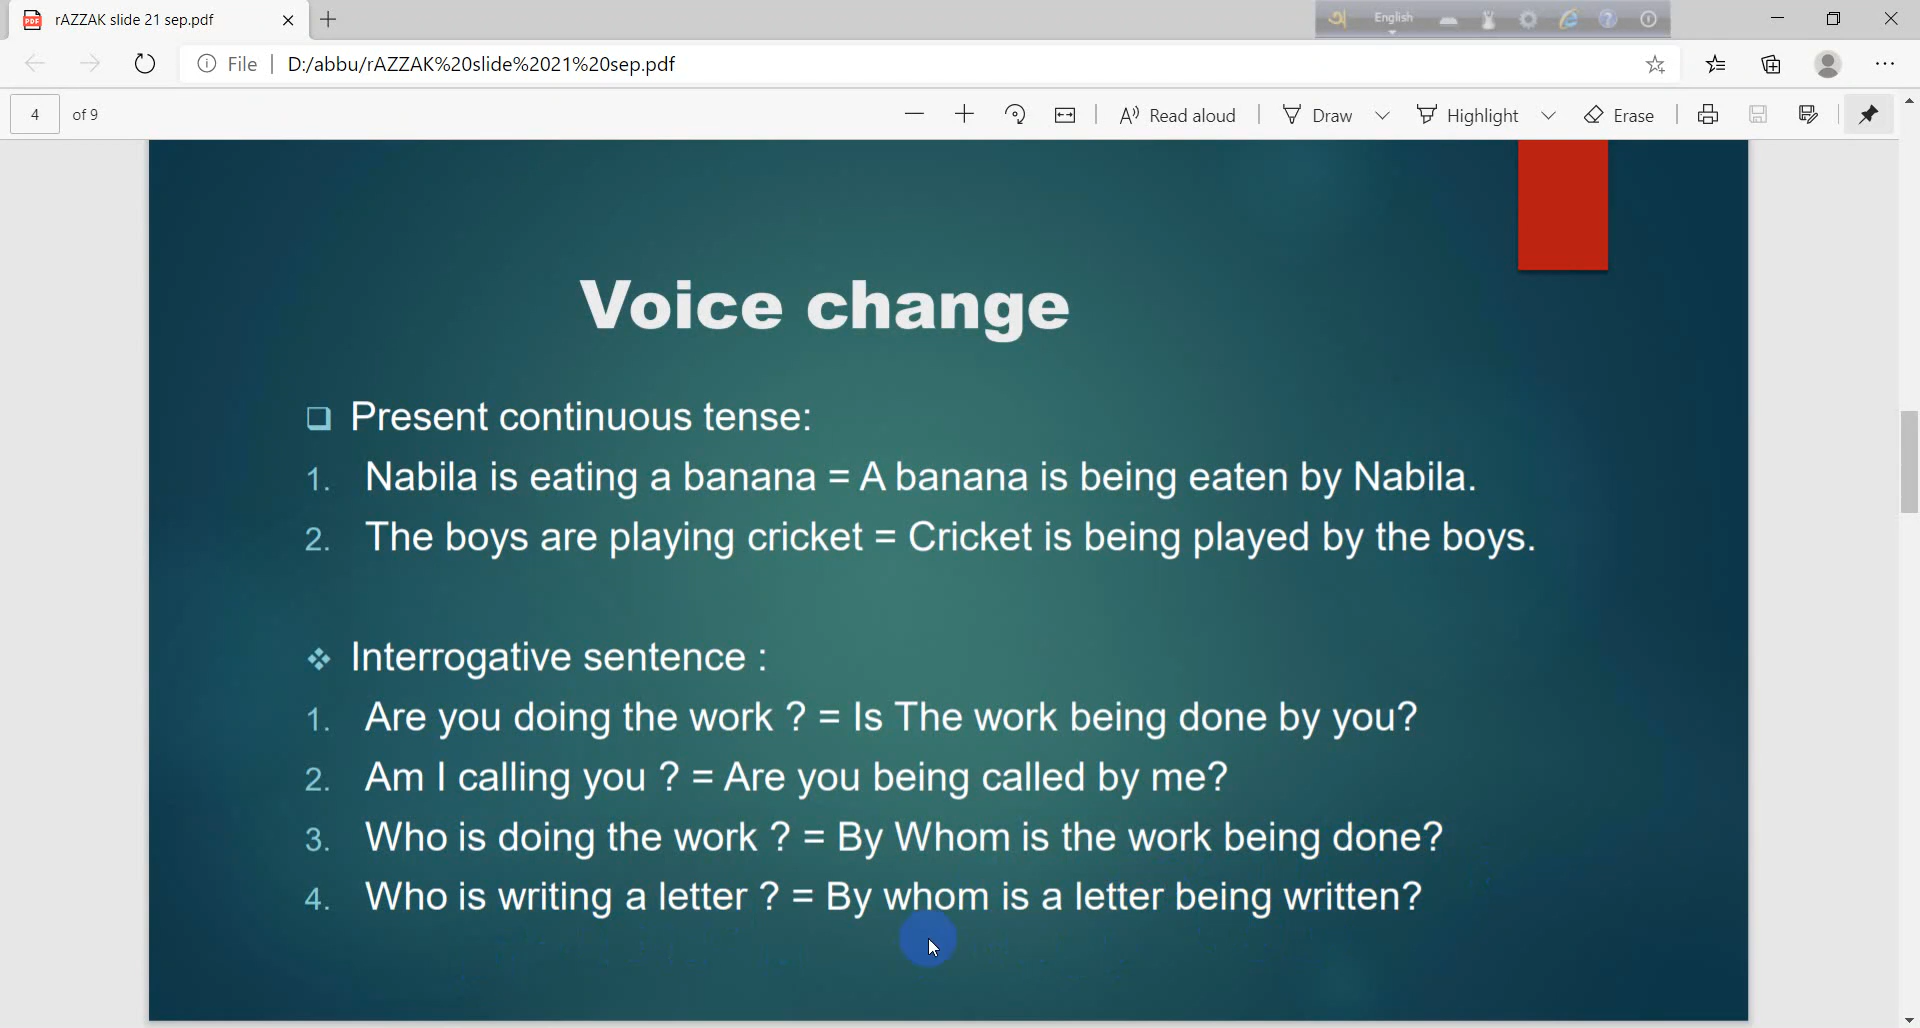 rAZZAK slide 21 sep.pdf
English
File
D:/abbu/rAZZAK%20slide%2021%20sep.pdf
4 of 9
Read aloud
Draw
Highlight
Erase
Voice change
Present continuous tense:
1. Nabila is eating a banana = A banana is being eaten by Nabila.
2. The boys are playing cricket = Cricket is being played by the boys.
Interrogative sentence :
1. Are you doing the work ? = Is The work being done by you?
2. Am I calling you ? = Are you being called by me?
3. Who is doing the work ? = By Whom is the work being done?
4. Who is writing a letter ? = By whom is a letter being written?